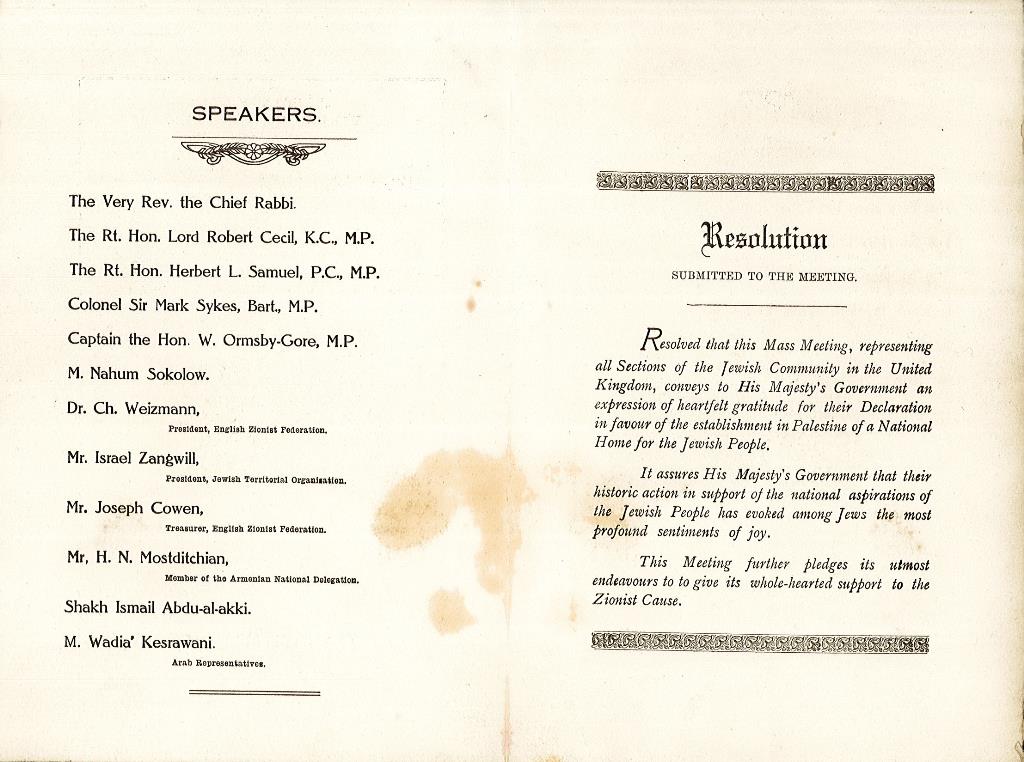 SPEAKERS.
The Very Rev. the Chief Rabbi.
The Rt. Hon. Lord Robert Cecil, K.C., M.P.
The Rt. Hon. Herbert L. Samuel, P.C., M.P.
Colonel Sir Mark Sykes, Bart., M.P.
Captain the Hon. W. Ormsby-Gore, M.P.
M. Nahum Sokolow.
Dr. Ch. Weizmann,
President, English Zionist Federation.
Mr. Israel Zangwill,
President, Jewish Territorial Organisation.
Mr. Joseph Cowen,
Treasurer, English Zionist Federation.
Mr, H. N. Mostditchian,
Member of the Armonian National Delegation.
Shakh Ismail Abdu-al-akki.
M. Wadia' Kesrawani.
Arab Representatives.
Resolution
SUBMITTED TO THE MEETING.
Resolved that this Mass Meeting, representing
all Sections of the Jewish Community in the United
Kingdom, conveys to His Majesty's Government an
expression of heartfelt gratitude for their Declaration
in favour of the establishment in Palestine of a National
Home for the Jewish People.
It assures His Majesty's Government that their
historic action in support of the national aspirations of
the Jewish People has evoked among Jews the most
profound sentiments of joy.
This Meeting further pledges its utmost
endeavours to to give its whole-hearted support to the
Zionist Cause.